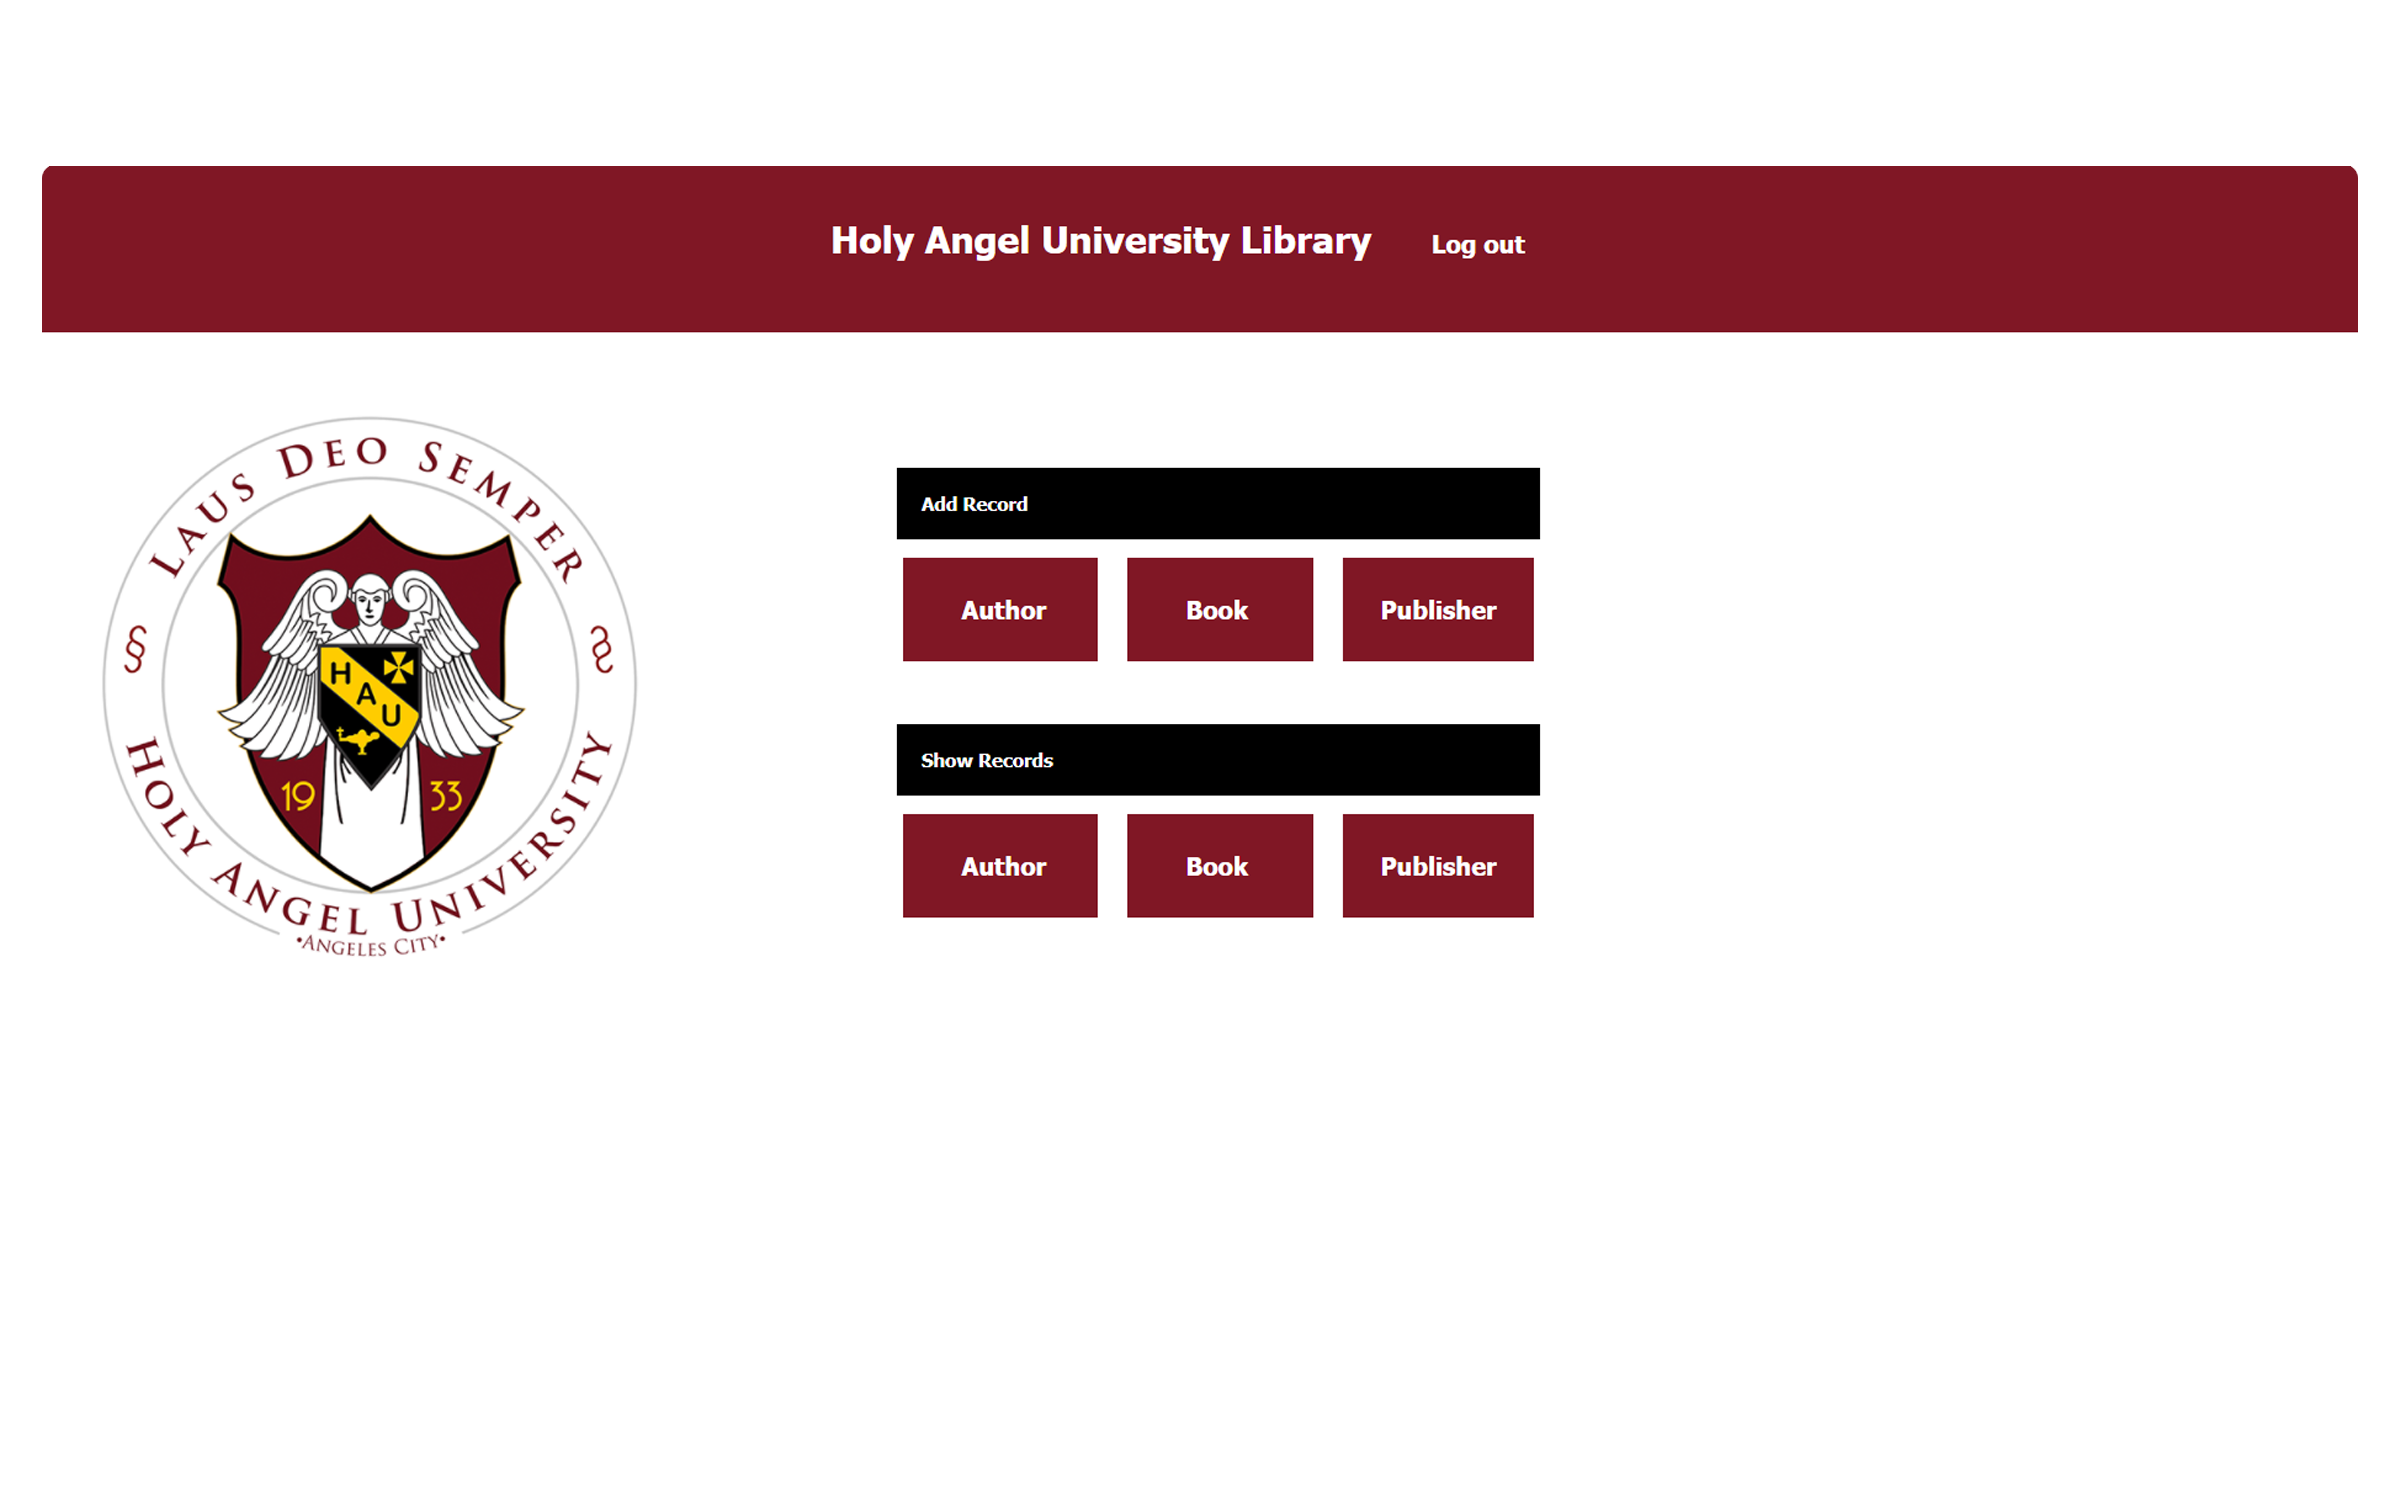 Holy Angel University Library
Log out
LAUS DEO SEMPER
§ §
H A U
19 33
HOLY ANGEL UNIVERSITY
•ANGELES CITY•
Add Record
Author Book Publisher
Show Records
Author Book Publisher